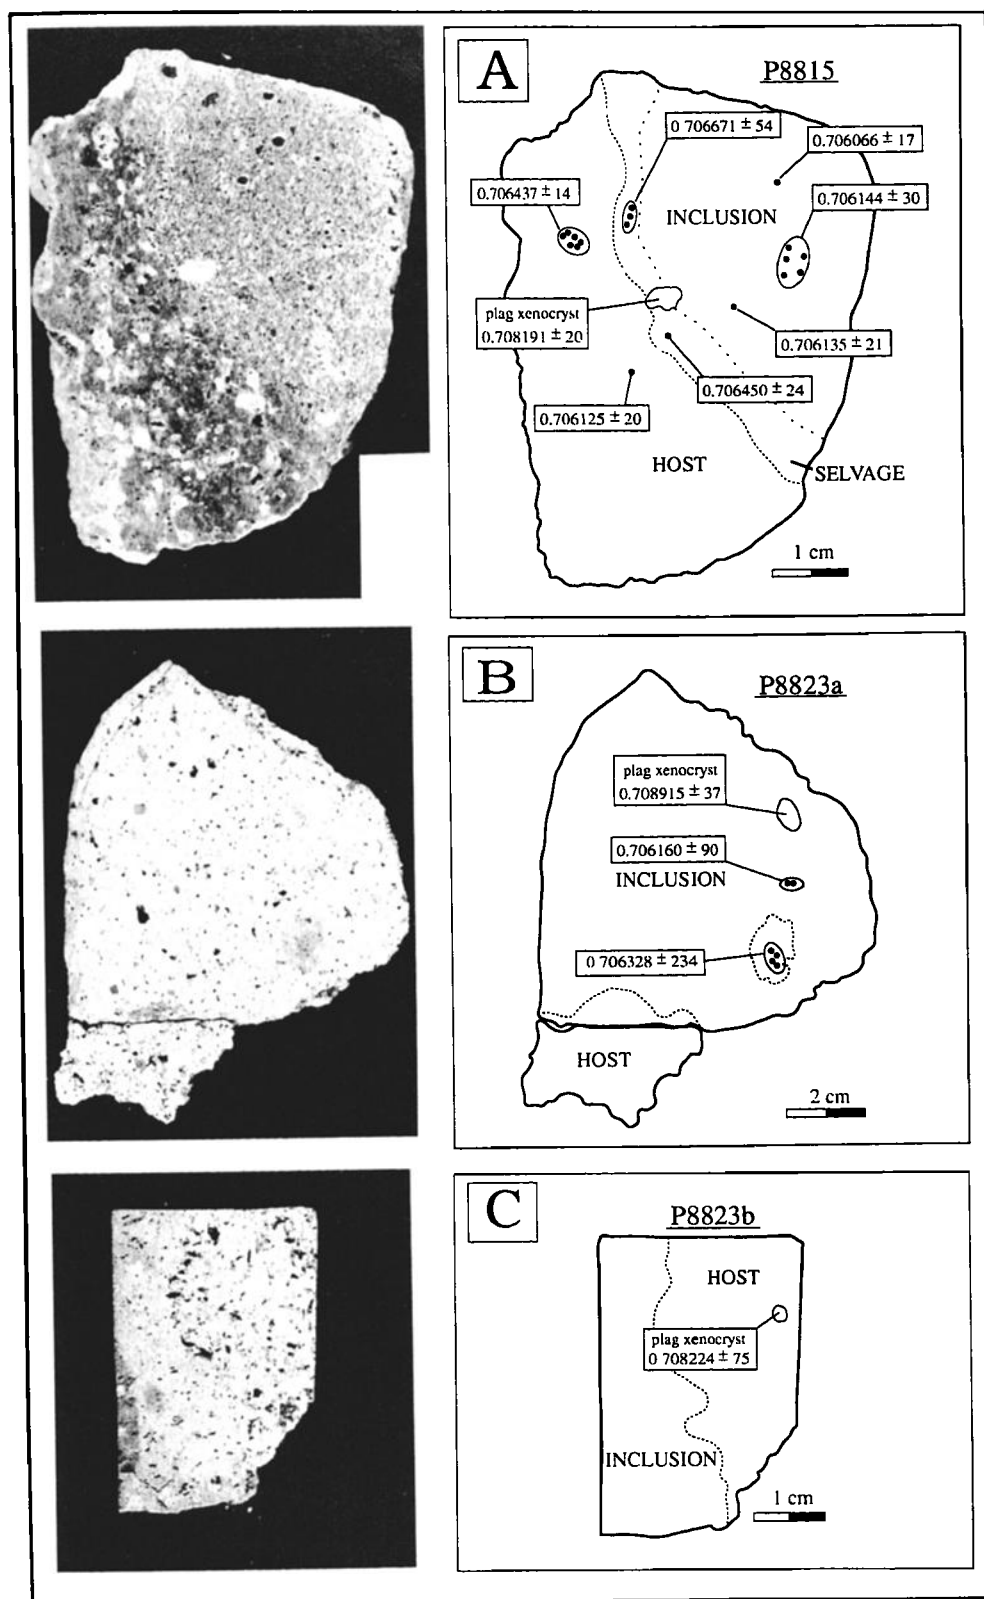 A
P8815
0 706671 ± 54
0.706066 ± 17
0.706437 ± 14
0.706144 ± 30
INCLUSION
plag xenocryst
0.708191 ± 20
0.706135 ± 21
0.706450 ± 24
0.706125 ± 20
HOST
SELVAGE
1 cm
B
P8823a
plag xenocryst
0.708915 ± 37
0.706160 ± 90
INCLUSION
0 706328 ± 234
HOST
2 cm
C
P8823b
HOST
plag xenocryst
0 708224 ± 75
INCLUSION
1 cm